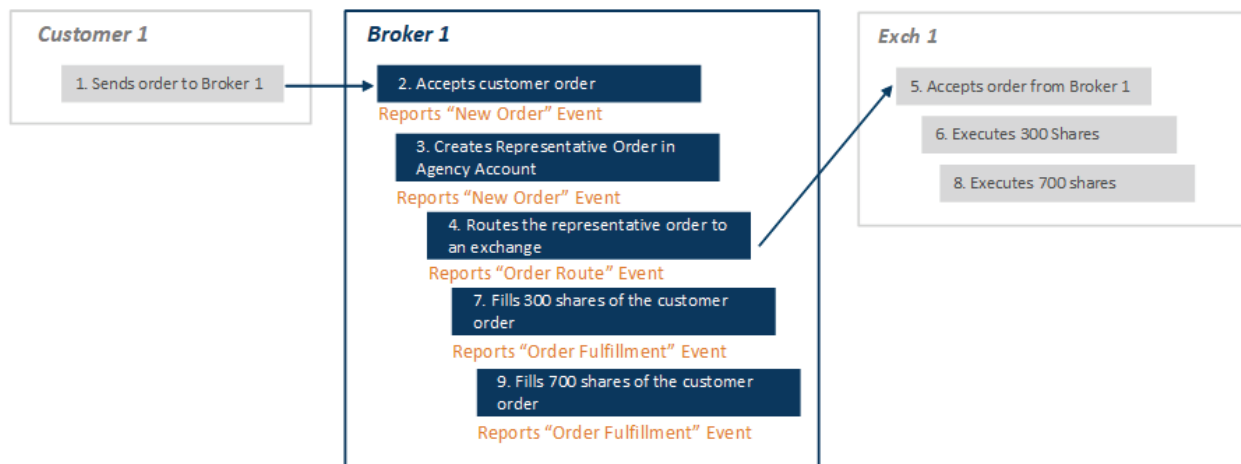 Customer 1
1. Sends order to Broker 1
Broker 1
2. Accepts customer order
Reports “New Order” Event
3. Creates Representative Order in
Agency Account
Reports “New Order” Event
4. Routes the representative order to
an exchange
Reports “Order Route” Event
7. Fills 300 shares of the customer
order
Reports “Order Fulfillment” Event
9. Fills 700 shares of the customer
order
Reports “Order Fulfillment” Event
Exch 1
5. Accepts order from Broker 1
6. Executes 300 Shares
8. Executes 700 shares